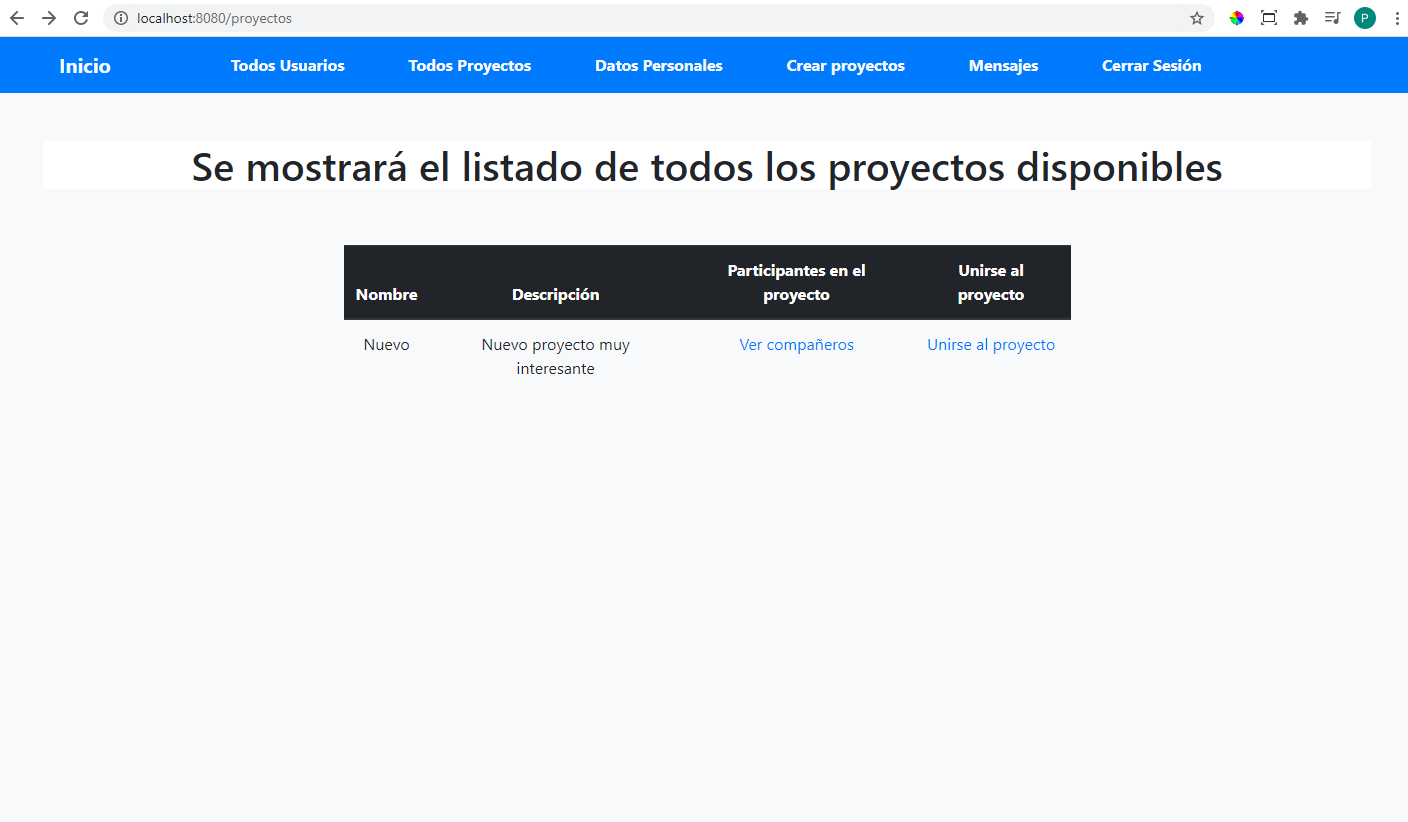 localhost:8080/proyectos
P
Inicio Todos Usuarios Todos Proyectos Datos Personales Crear proyectos Mensajes Cerrar Sesión
Se mostrará el listado de todos los proyectos disponibles
Nombre Descripción Participantes en el proyecto Unirse al proyecto
Nuevo Nuevo proyecto muy interesante Ver compañeros Unirse al proyecto